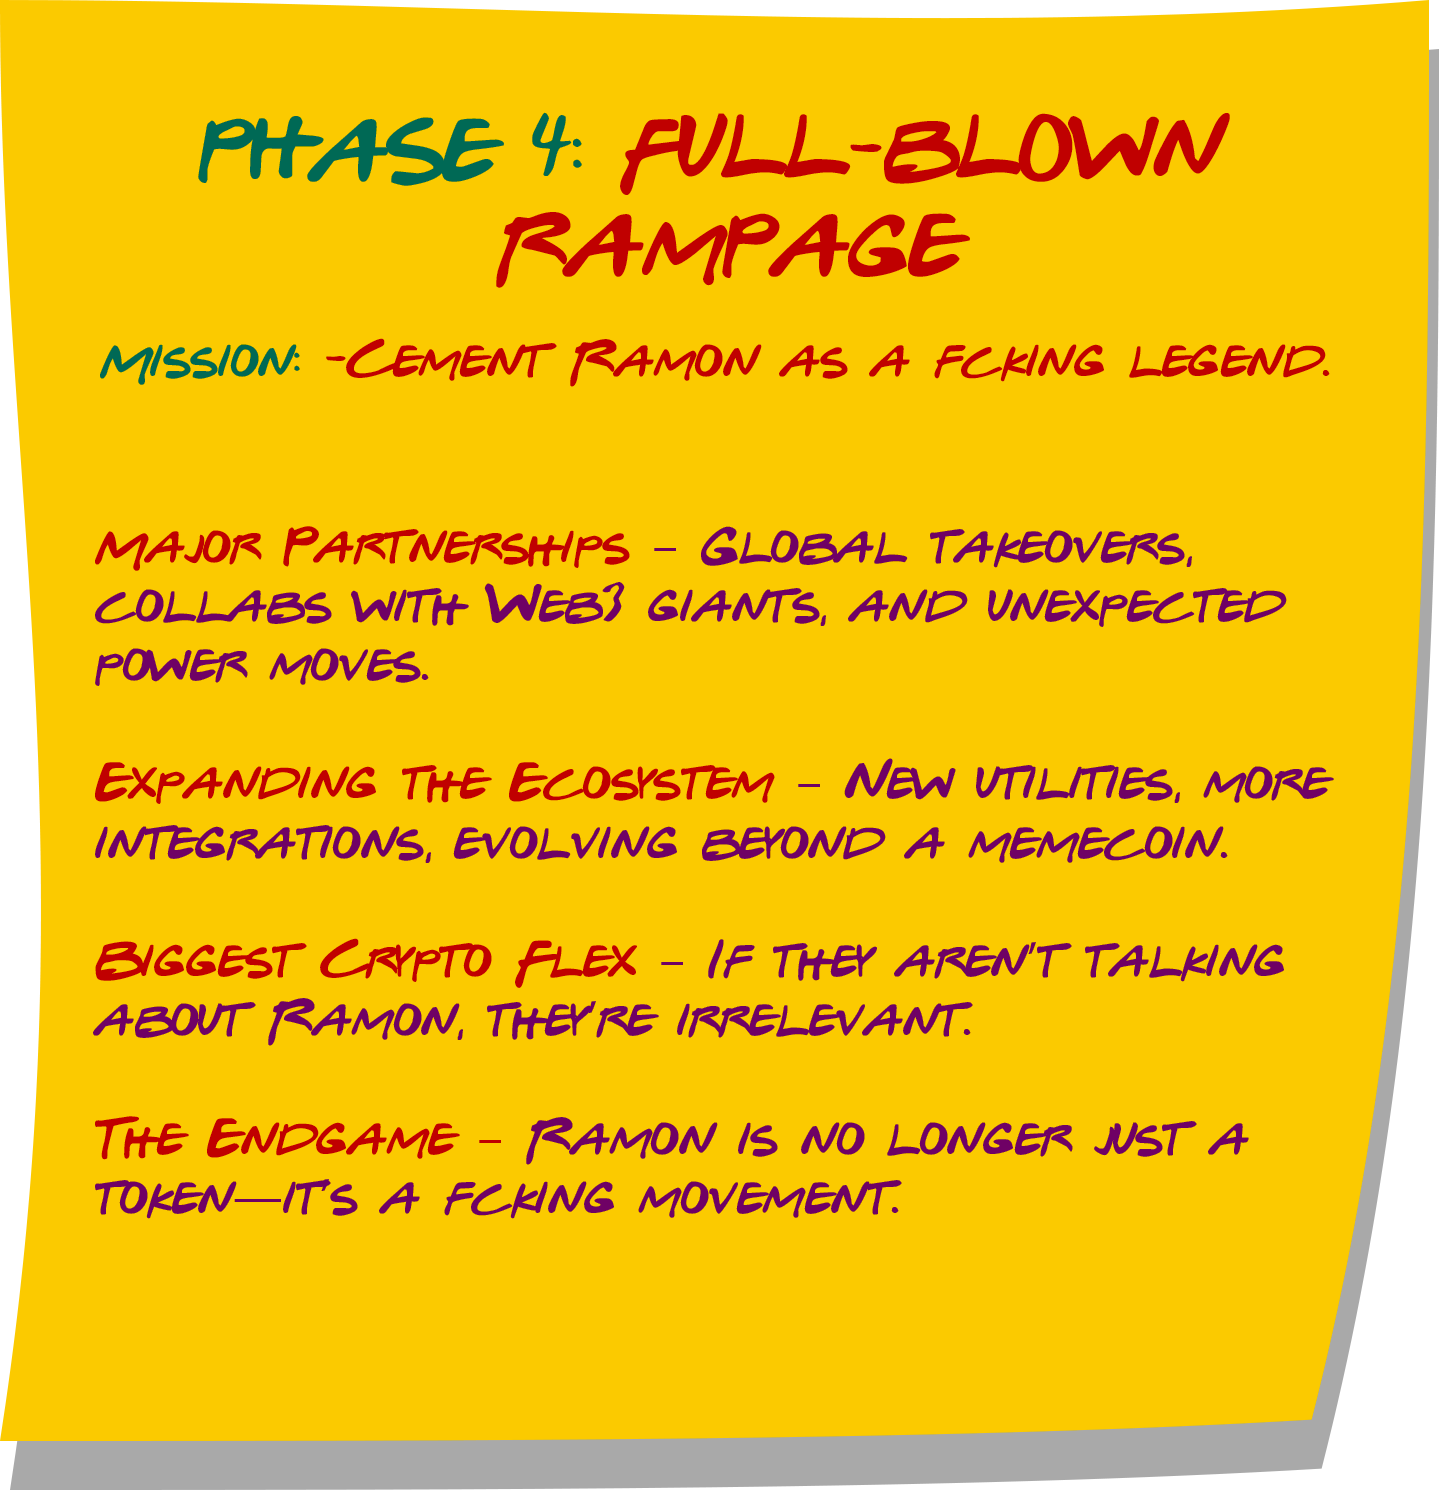 Phase 4: Full-Blown
Rampage
Mission: -Cement Ramon as a fcking legend.
Major Partnerships – Global takeovers,
collabs with Web3 giants, and unexpected
power moves.
Expanding the Ecosystem – New utilities, more
integrations, evolving beyond a memecoin.
Biggest Crypto Flex – If they aren't talking
about Ramon, they're irrelevant.
The Endgame – Ramon is no longer just a
token—it's a fcking movement.